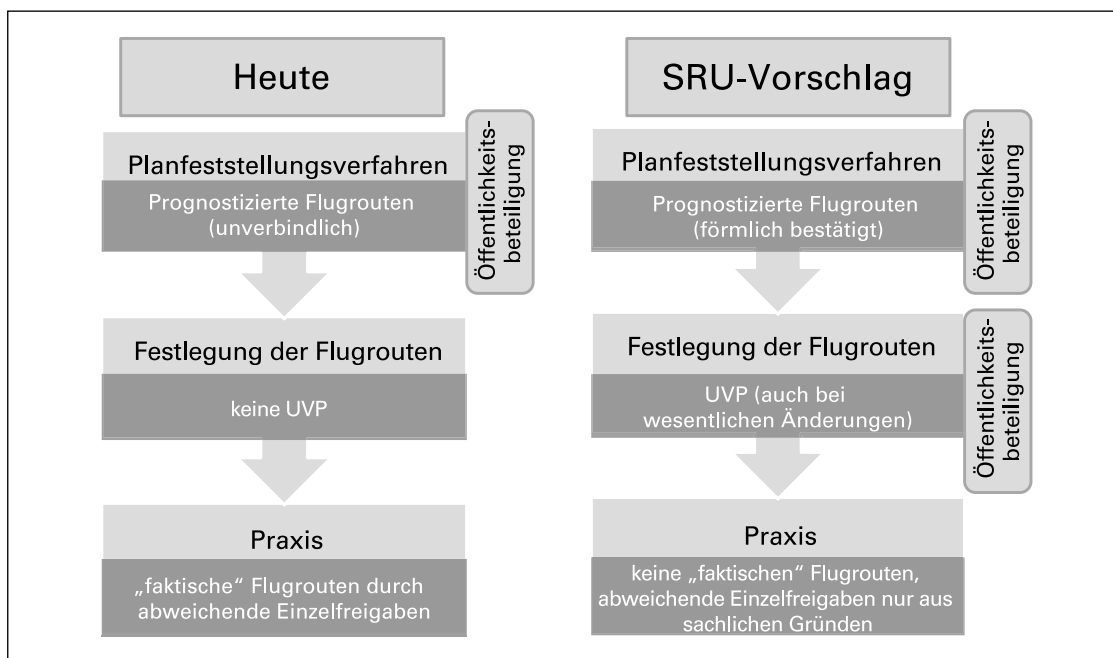 Heute
Planfeststellungsverfahren
Prognostizierte Flugrouten
(unverbindlich)
Öffentlichkeits-
beteiligung
Festlegung der Flugrouten
keine UVP
Praxis
„faktische“ Flugrouten durch
abweichende Einzelfreigaben
SRU-Vorschlag
Planfeststellungsverfahren
Prognostizierte Flugrouten
(förmlich bestätigt)
Öffentlichkeits-
beteiligung
Festlegung der Flugrouten
UVP (auch bei
wesentlichen Änderungen)
Öffentlichkeits-
beteiligung
Praxis
keine „faktischen“ Flugrouten,
abweichende Einzelfreigaben nur aus
sachlichen Gründen